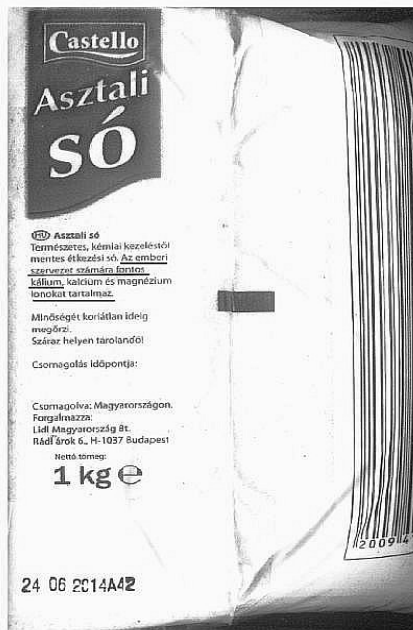 Castello
Asztali
só
HU Asztali só
Természetes, kémiai kezeléstől
mentes étkezési só. Az emberi
szervezet számára fontos
kálium, kalcium és magnézium
ionokat tartalmaz.
Minőségét korlátlan ideig
megőrzi.
Száraz helyen tárolandó!
Csomagolás időpontja:
Csomagolva: Magyarországon.
Forgalmazza:
Lidl Magyarország Bt.
Rádl árok 6., H-1037 Budapest
Nettó tömeg:
1 kg e
24 06 2014A42
2009 4